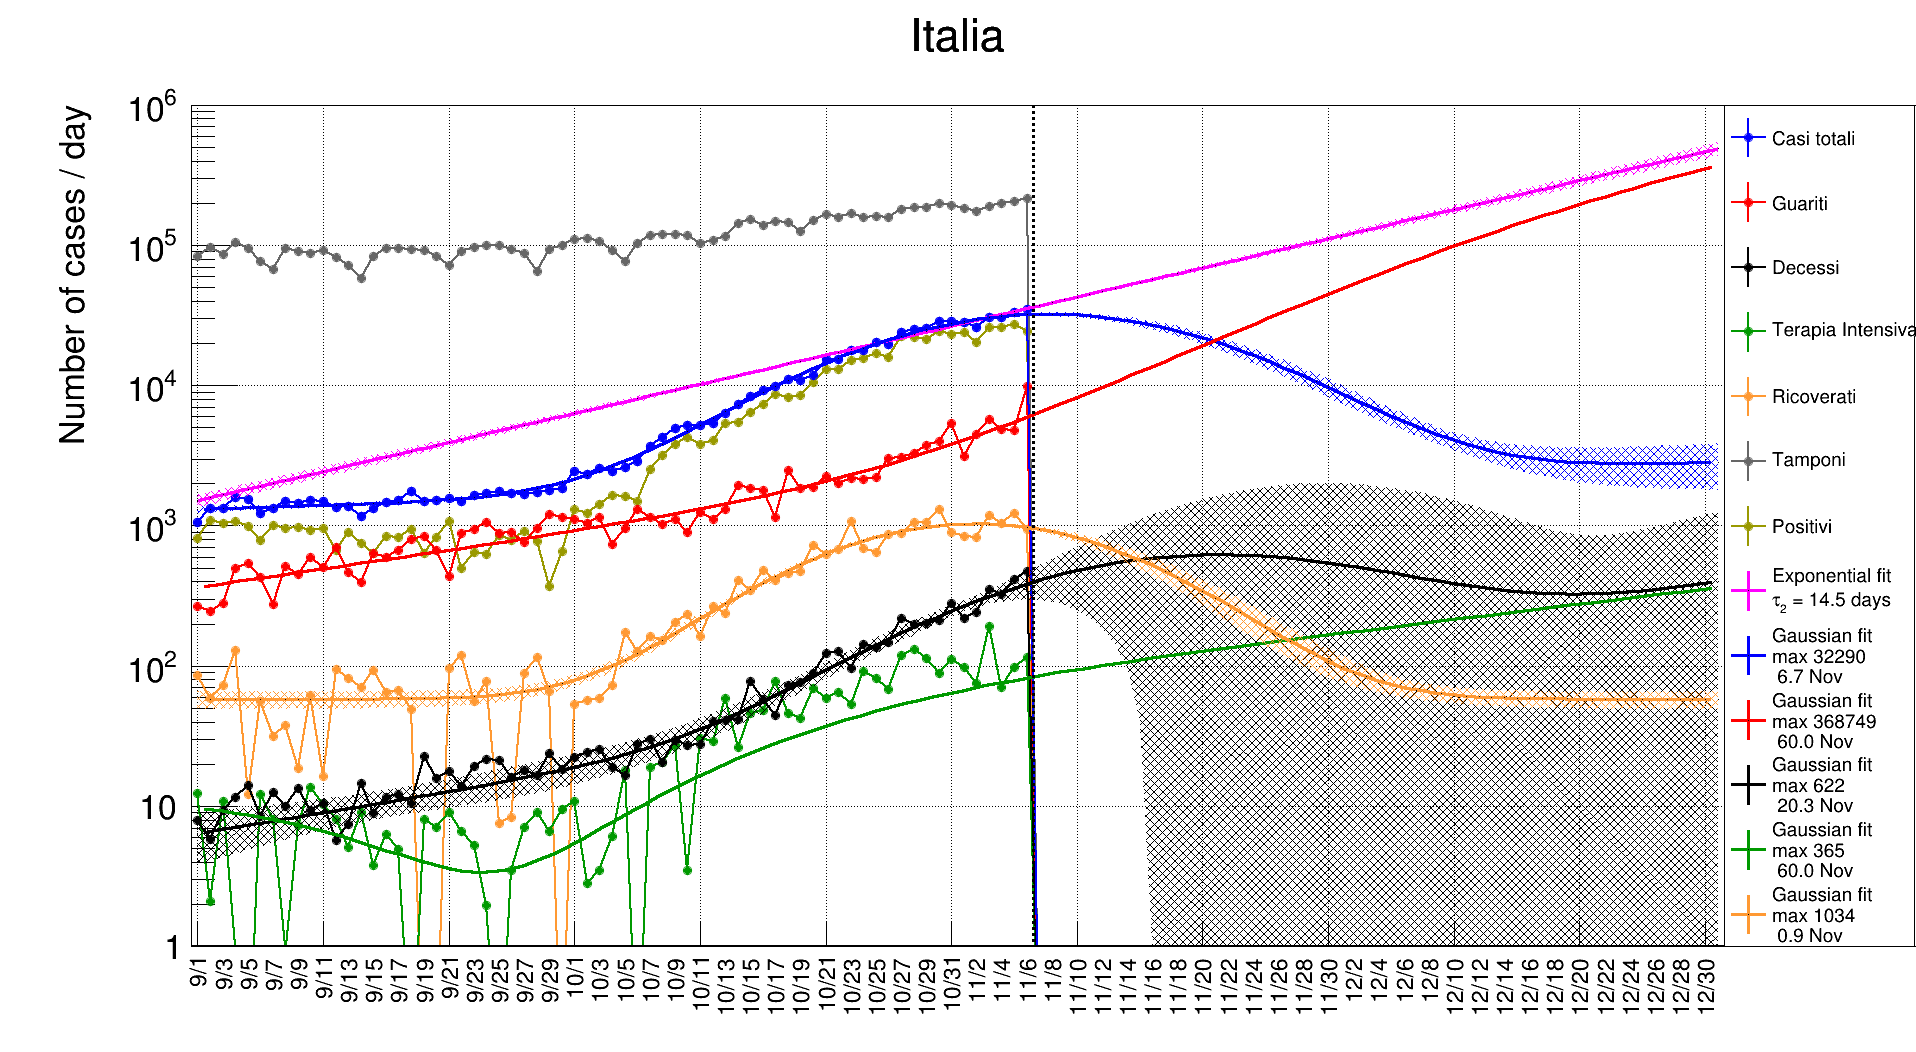 Italia
Number of cases / day
10^6
10^5
10^4
10^3
10^2
10
1
9/1 9/3 9/5 9/7 9/9 9/11 9/13 9/15 9/17 9/19 9/21 9/23 9/25 9/27 9/29 10/1 10/3 10/5 10/7 10/9 10/11 10/13 10/15 10/17 10/19 10/21 10/23 10/25 10/27 10/29 10/31 11/2 11/4 11/6 11/8 11/10 11/12 11/14 11/16 11/18 11/20 11/22 11/24 11/26 11/28 11/30 12/2 12/4 12/6 12/8 12/10 12/12 12/14 12/16 12/18 12/20 12/22 12/24 12/26 12/28 12/30
Casi totali
Guariti
Decessi
Terapia Intensiva
Ricoverati
Tamponi
Positivi
Exponential fit
τ₂ = 14.5 days
Gaussian fit
max 32290
6.7 Nov
Gaussian fit
max 368749
60.0 Nov
Gaussian fit
max 622
20.3 Nov
Gaussian fit
max 365
60.0 Nov
Gaussian fit
max 1034
0.9 Nov